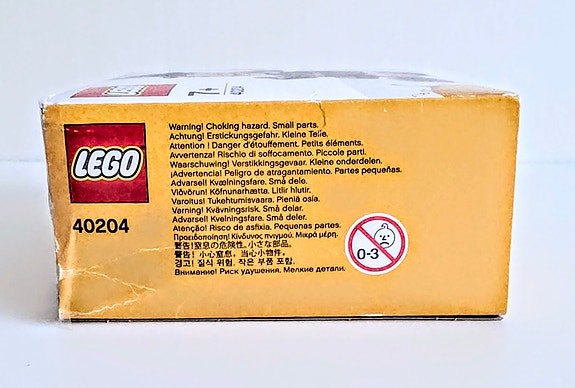 7+
40204
LEGO
40204
Warning! Choking hazard. Small parts.
Achtung! Erstickungsgefahr. Kleine Teile.
Attention ! Danger d'étouffement. Petits éléments.
Avvertenza! Rischio di soffocamento. Piccole parti.
Waarschuwing! Verstikkingsgevaar. Kleine onderdelen.
¡Advertencia! Peligro de atragantamiento. Partes pequeñas.
Advarsel! Kvælningsfare. Små dele.
Viðvörun! Köfnunarhætta. Litlir hlutir.
Varoitus! Tukehtumisvaara. Pieniä osia.
Varning! Kvävningsrisk. Små delar.
Advarsel! Kvelningsfare. Små deler.
Atenção! Risco de asfixia. Pequenas partes.
Προειδοποίηση! Κίνδυνος πνιγμού. Μικρά μέρη.
警告! 窒息の危険性。小さな部品。
警告! 小心窒息。当心小物件。
경고! 질식 위험. 작은 부품 포함.
Внимание! Риск удушения. Мелкие детали.
0-3